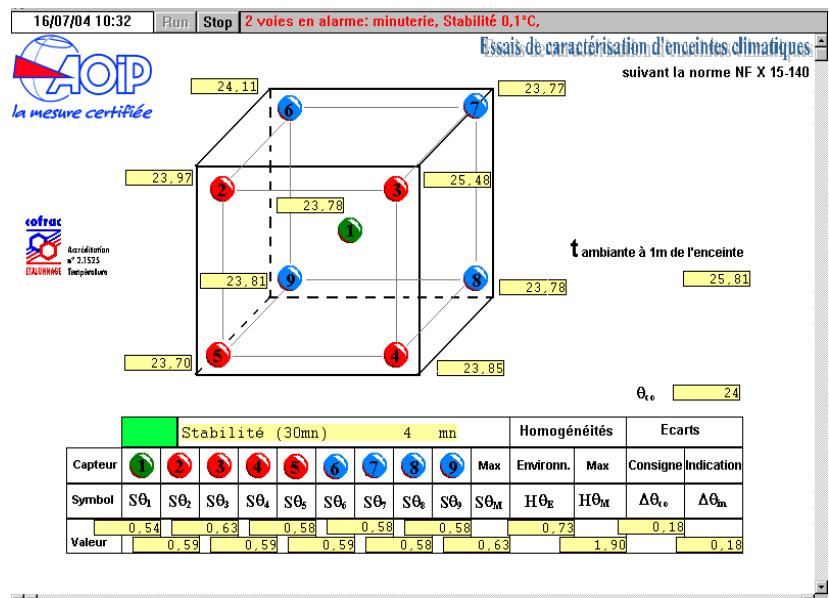 16/07/04 10:32 Run Stop 2 voies en alarme: minuterie, Stabilité 0,1°C,
AOIP
la mesure certifiée
Essais de caractérisation d'enceintes climatiques
suivant la norme NF X 15-140
24,11
23,77
6
7
23,97
25,48
2
3
23,78
1
cofrac
Accréditation
n° 2.1525
ETALONNAGE Température
t ambiante à 1m de l'enceinte
25,81
23,81
9
8
23,78
23,70
5
4
23,85
θco 24
Stabilité (30mn) 4 mn Homogénéités Ecarts
Capteur 1 2 3 4 5 6 7 8 9 Max Environn. Max Consigne Indication
Symbol Sθ1 Sθ2 Sθ3 Sθ4 Sθ5 Sθ6 Sθ7 Sθ8 Sθ9 SθM HθE HθM Δθco Δθin
0,54 0,63 0,58 0,58 0,58 0,73 0,18
Valeur 0,59 0,59 0,59 0,58 0,63 1,90 0,18